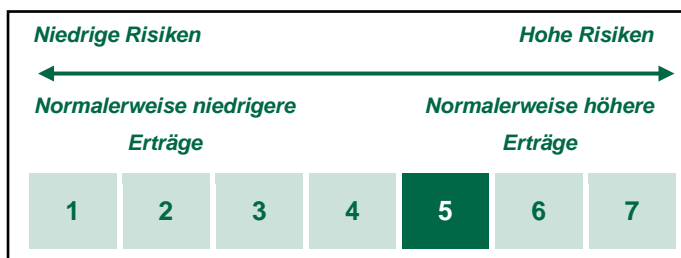 Niedrige Risiken Hohe Risiken
Normalerweise niedrigere Normalerweise höhere
Erträge Erträge
1 2 3 4 5 6 7